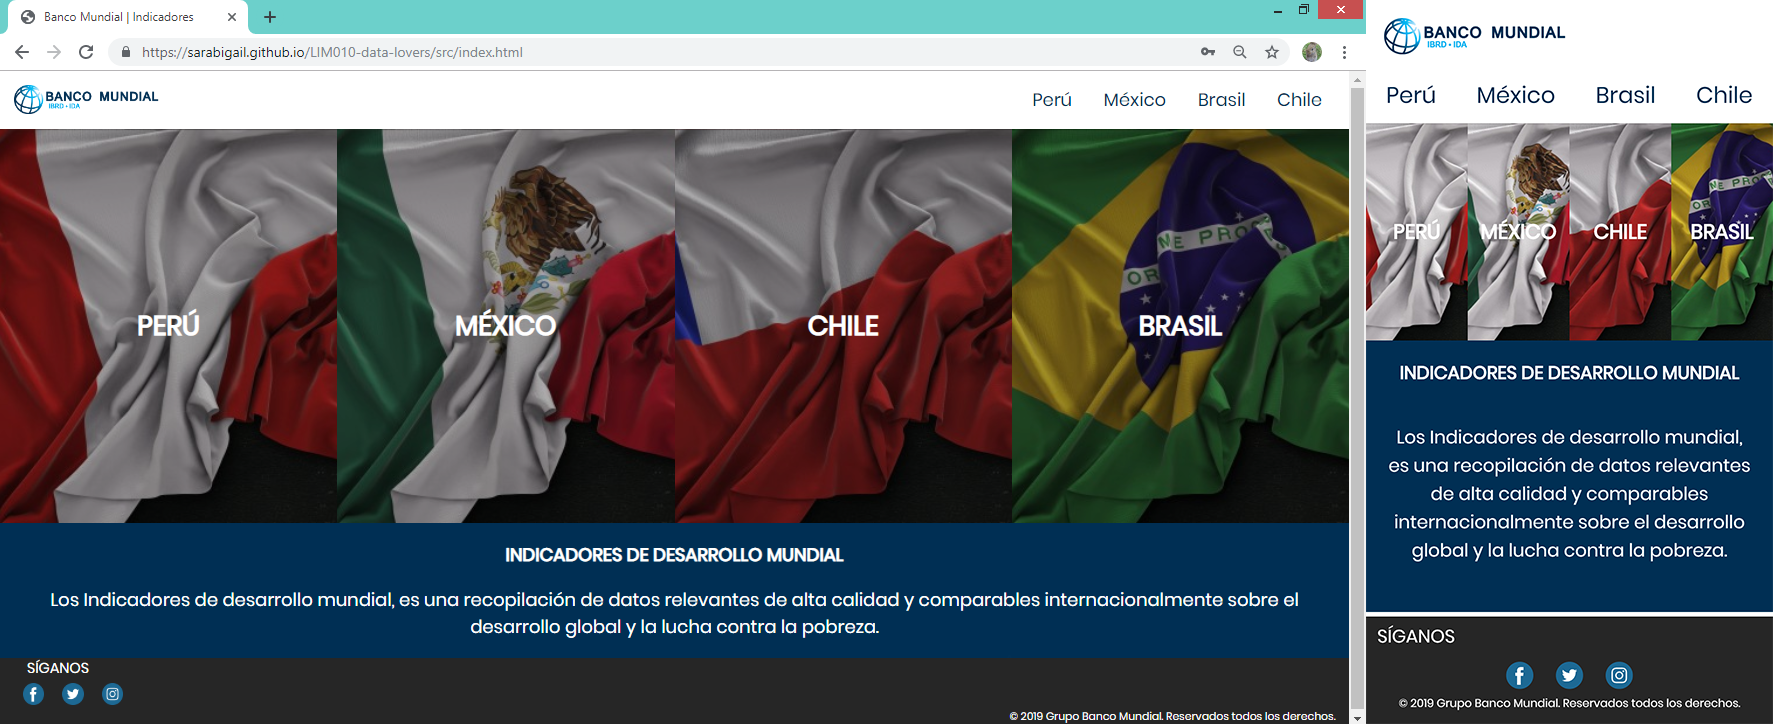 Banco Mundial | Indicadores
https://sarabigail.github.io/LIM010-data-lovers/src/index.html
BANCO MUNDIAL
IBRD • IDA
Perú México Brasil Chile
PERÚ MÉXICO CHILE BRASIL
INDICADORES DE DESARROLLO MUNDIAL
Los Indicadores de desarrollo mundial, es una recopilación de datos relevantes de alta calidad y comparables internacionalmente sobre el
desarrollo global y la lucha contra la pobreza.
SÍGANOS
© 2019 Grupo Banco Mundial. Reservados todos los derechos.
BANCO MUNDIAL
IBRD • IDA
Perú México Brasil Chile
PERÚ MÉXICO CHILE BRASIL
INDICADORES DE DESARROLLO MUNDIAL
Los Indicadores de desarrollo mundial,
es una recopilación de datos relevantes
de alta calidad y comparables
internacionalmente sobre el desarrollo
global y la lucha contra la pobreza.
SÍGANOS
© 2019 Grupo Banco Mundial. Reservados todos los derechos.